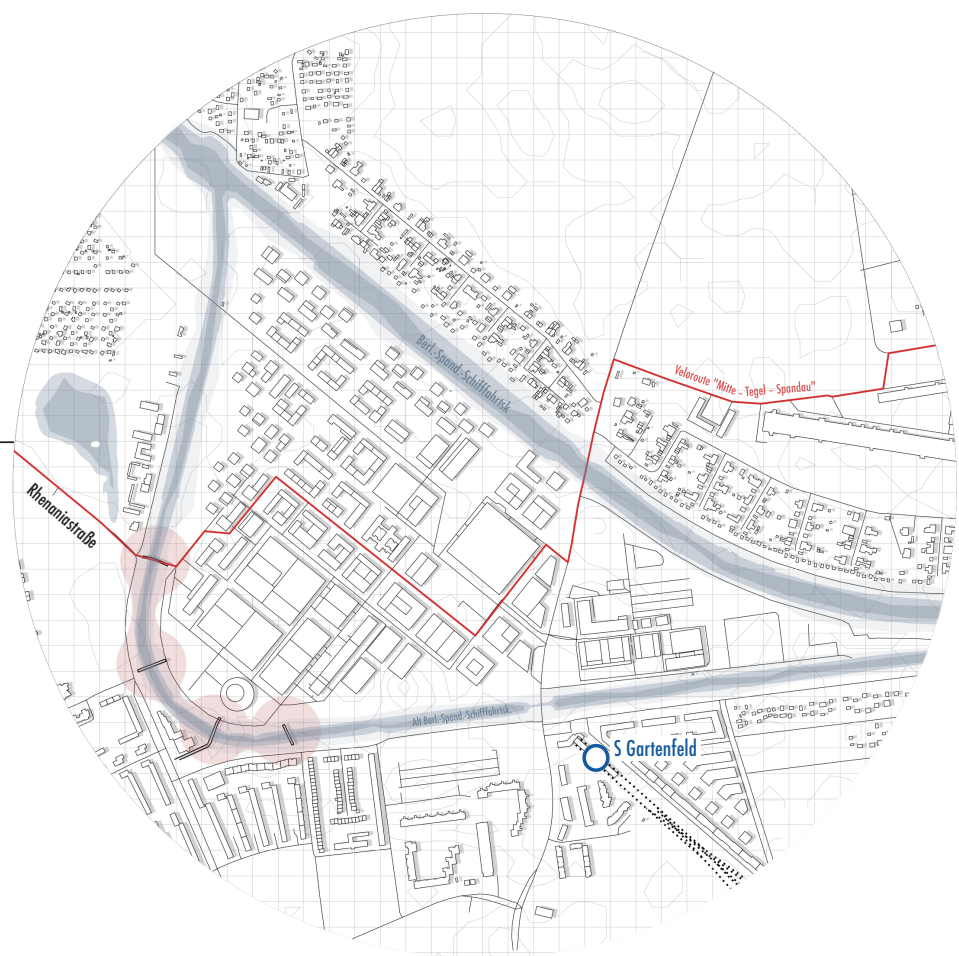 Berl.-Spand.-Schifffahrtsk.
Veloroute "Mitte - Tegel - Spandau"
Rhenaniastraße
Alt Berl.-Spand.-Schifffahrtsk.
S Gartenfeld